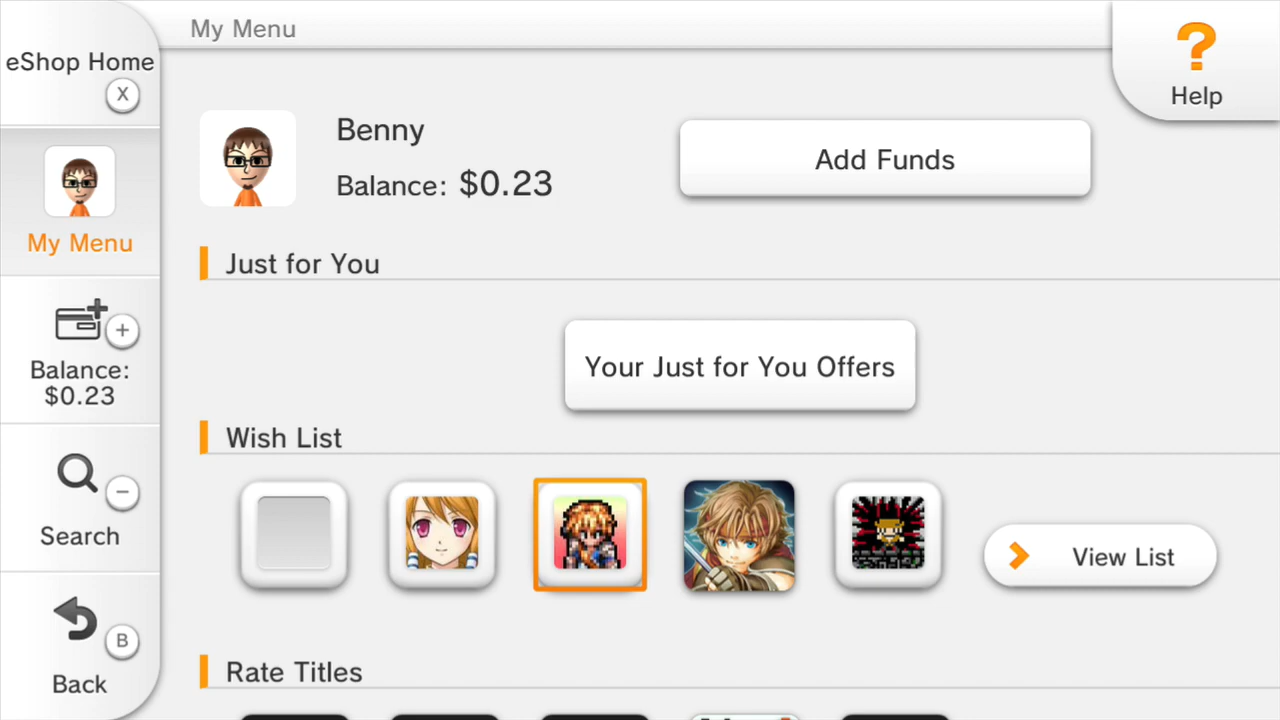 My Menu
eShop Home
X
?
Help
Benny
Balance: $0.23
Add Funds
My Menu
Just for You
+
Balance:
$0.23
Your Just for You Offers
Wish List
−
Search
View List
B
Back
Rate Titles